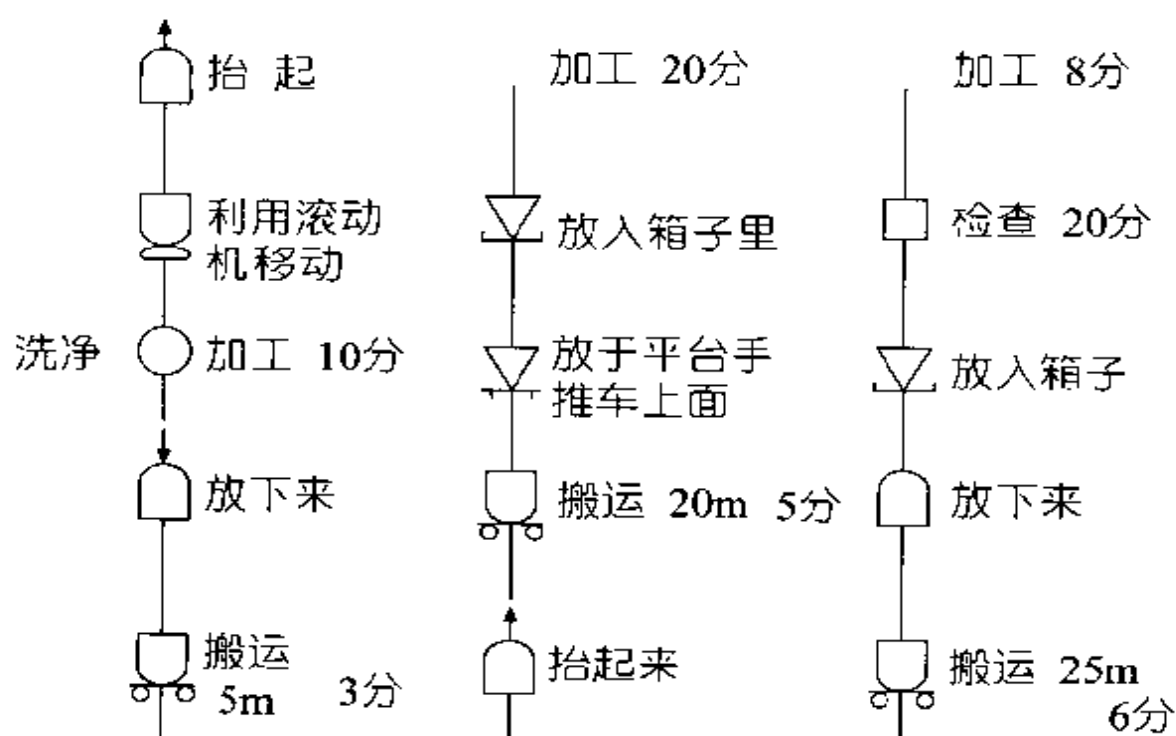 抬 起
利用滚动
机移动
洗净 加工 10分
放下来
搬运
5m 3分
加工 20分
放入箱子里
放于平台手
推车上面
搬运 20m 5分
抬起来
加工 8分
检查 20分
放入箱子
放下来
搬运 25m
6分